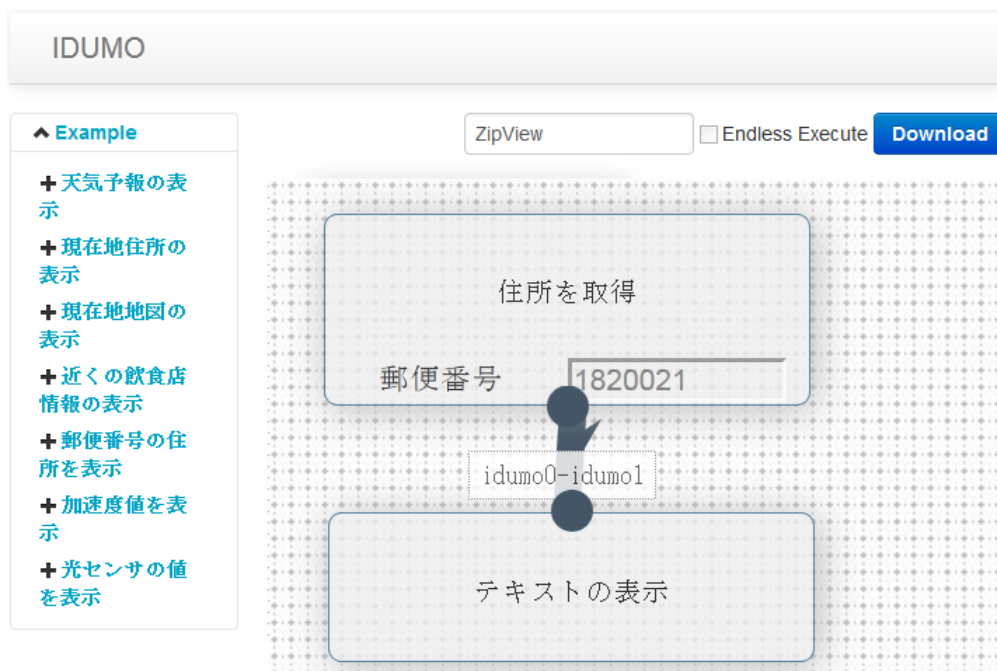 IDUMO
Example
天気予報の表
示
現在地住所の
表示
現在地地図の
表示
近くの飲食店
情報の表示
郵便番号の住
所を表示
加速度値を表
示
光センサの値
を表示
ZipView
Endless Execute
Download
住所を取得
郵便番号 1820021
idumo0-idumo1
テキストの表示